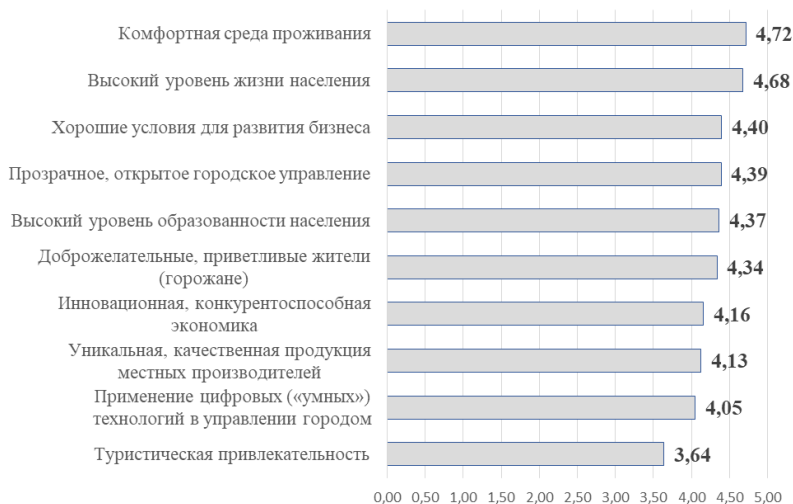 Комфортная среда проживания
4,72
Высокий уровень жизни населения
4,68
Хорошие условия для развития бизнеса
4,40
Прозрачное, открытое городское управление
4,39
Высокий уровень образованности населения
4,37
Доброжелательные, приветливые жители
(горожане)
4,34
Инновационная, конкурентоспособная
экономика
4,16
Уникальная, качественная продукция
местных производителей
4,13
Применение цифровых («умных»)
технологий в управлении городом
4,05
Туристическая привлекательность
3,64
0,00 0,50 1,00 1,50 2,00 2,50 3,00 3,50 4,00 4,50 5,00